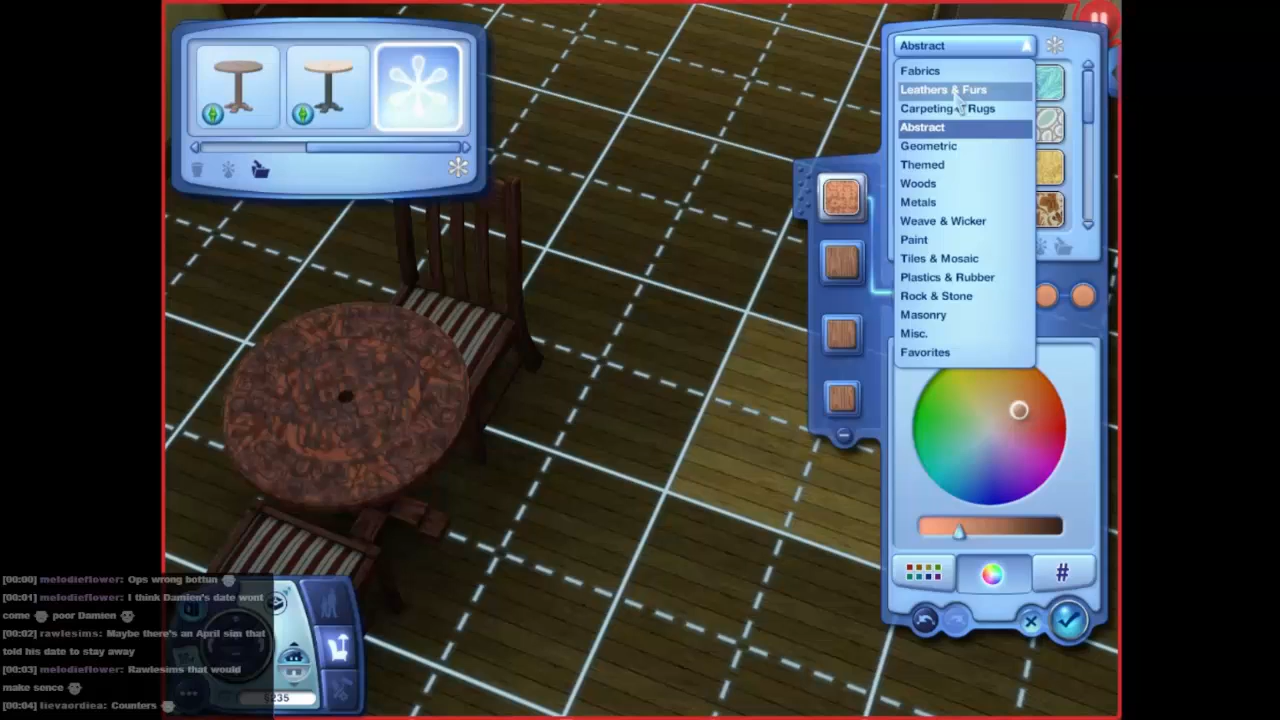 Abstract
Fabrics
Leathers & Furs
Carpeting & Rugs
Abstract
Geometric
Themed
Woods
Metals
Weave & Wicker
Paint
Tiles & Mosaic
Plastics & Rubber
Rock & Stone
Masonry
Misc.
Favorites
#
[00:00] melodieflower: Ops wrong bottun
[00:01] melodieflower: I think Damien's date wont
come poor Damien
[00:02] rawlesims: Maybe there's an April sim that
told his date to stay away
[00:03] melodieflower: Rawlesims that would
make sence
[00:04] lievaordiea: Counters